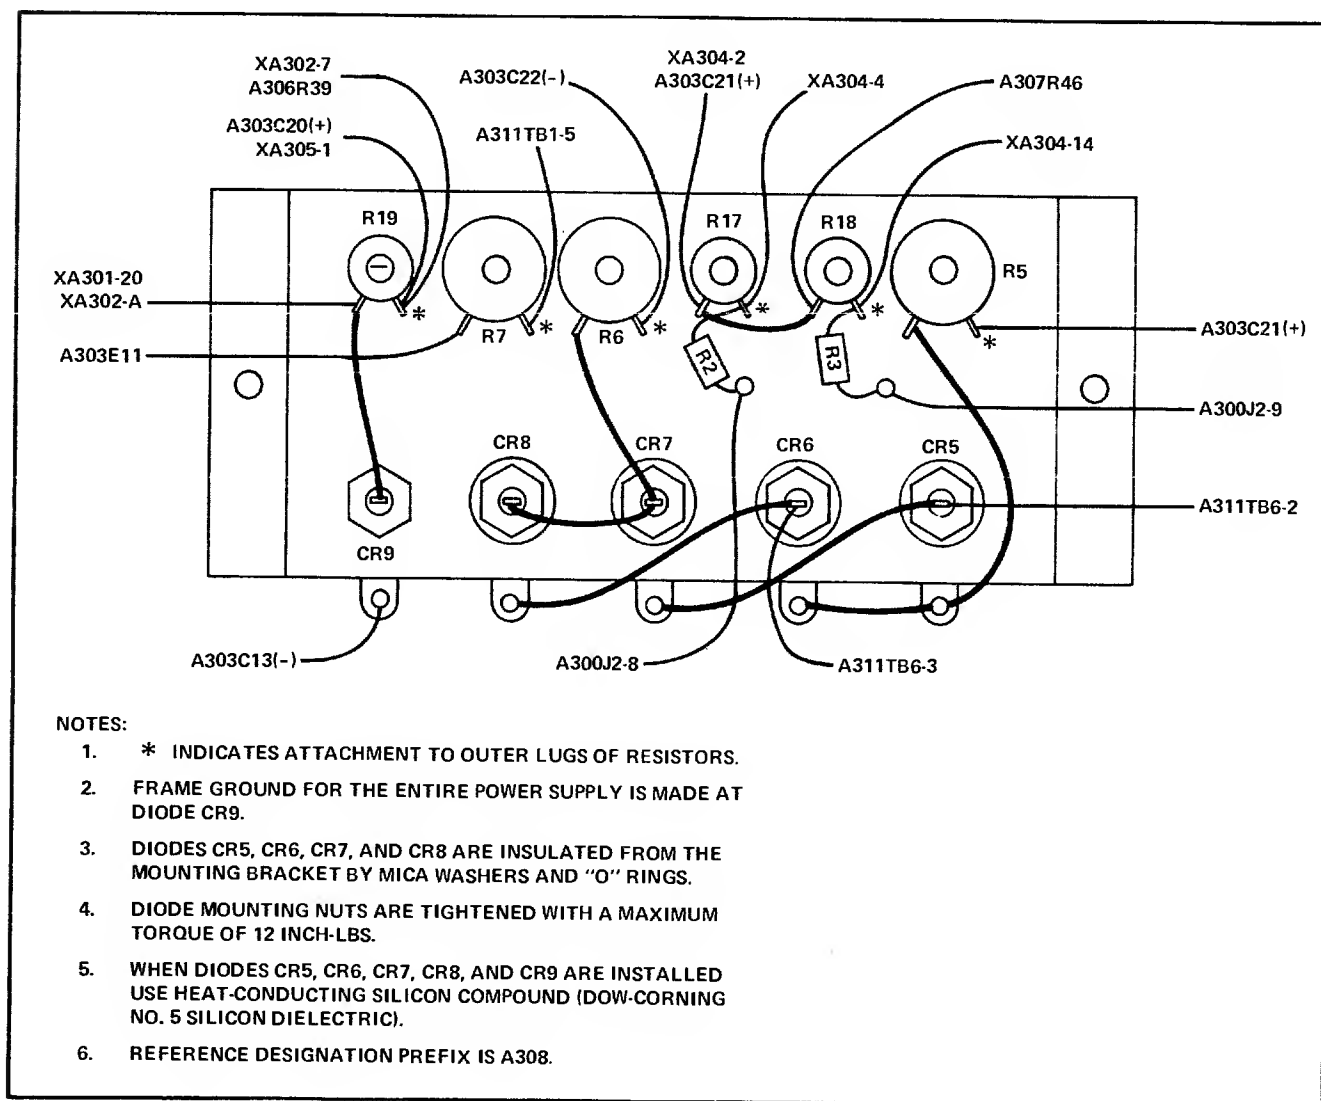 XA302-7
A306R39
A303C20(+)
XA305-1
A303C22(-)
A311TB1-5
XA304-2
A303C21(+)
XA304-4
A307R46
XA304-14
R19
R17
R18
R5
R7
*
R6
*
*
*
*
*
XA301-20
XA302-A
A303E11
R2
R3
A303C21(+)
A300J2-9
CR8
CR7
CR6
CR5
CR9
A311TB6-2
A303C13(-)
A300J2-8
A311TB6-3
NOTES:
1. * INDICATES ATTACHMENT TO OUTER LUGS OF RESISTORS.
2. FRAME GROUND FOR THE ENTIRE POWER SUPPLY IS MADE AT
DIODE CR9.
3. DIODES CR5, CR6, CR7, AND CR8 ARE INSULATED FROM THE
MOUNTING BRACKET BY MICA WASHERS AND "O" RINGS.
4. DIODE MOUNTING NUTS ARE TIGHTENED WITH A MAXIMUM
TORQUE OF 12 INCH-LBS.
5. WHEN DIODES CR5, CR6, CR7, CR8, AND CR9 ARE INSTALLED
USE HEAT-CONDUCTING SILICON COMPOUND (DOW-CORNING
NO. 5 SILICON DIELECTRIC).
6. REFERENCE DESIGNATION PREFIX IS A308.